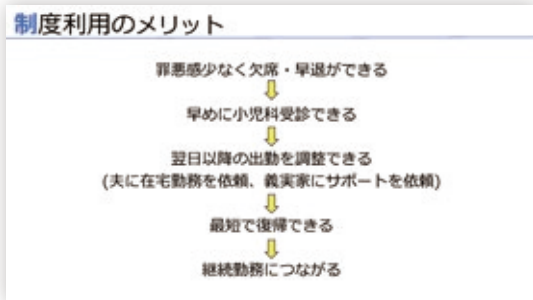 制度利用のメリット
罪悪感少なく欠席・早退ができる
早めに小児科受診できる
翌日以降の出勤を調整できる
(夫に在宅勤務を依頼、義実家にサポートを依頼)
最短で復帰できる
継続勤務につながる